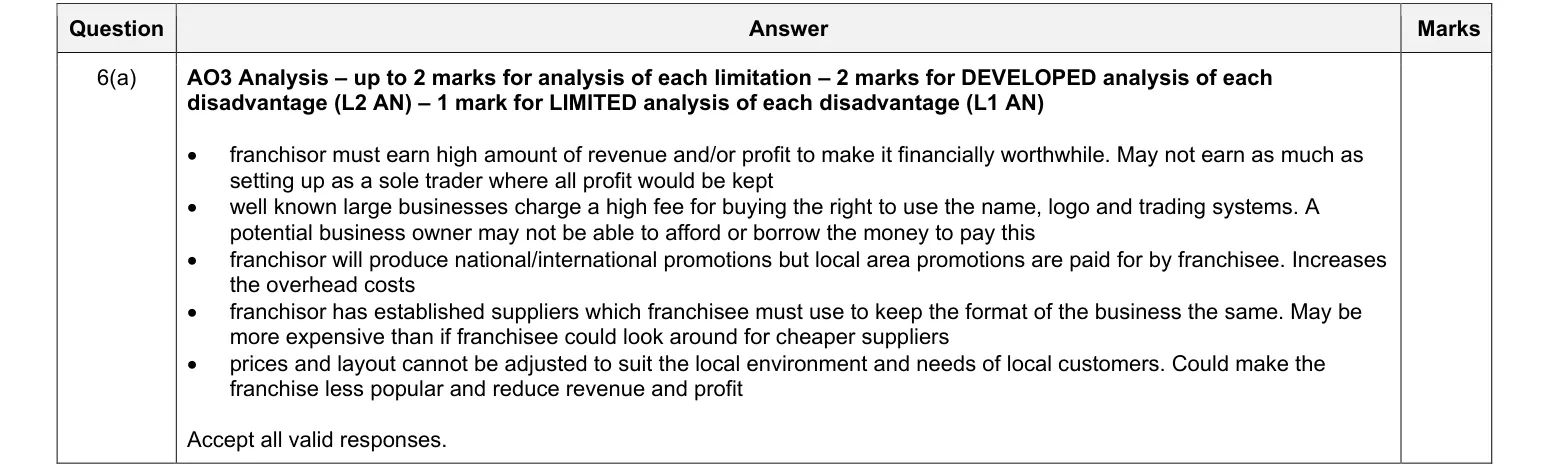 Question Answer Marks
6(a) AO3 Analysis – up to 2 marks for analysis of each limitation – 2 marks for DEVELOPED analysis of each
disadvantage (L2 AN) – 1 mark for LIMITED analysis of each disadvantage (L1 AN)
• franchisor must earn high amount of revenue and/or profit to make it financially worthwhile. May not earn as much as
setting up as a sole trader where all profit would be kept
• well known large businesses charge a high fee for buying the right to use the name, logo and trading systems. A
potential business owner may not be able to afford or borrow the money to pay this
• franchisor will produce national/international promotions but local area promotions are paid for by franchisee. Increases
the overhead costs
• franchisor has established suppliers which franchisee must use to keep the format of the business the same. May be
more expensive than if franchisee could look around for cheaper suppliers
• prices and layout cannot be adjusted to suit the local environment and needs of local customers. Could make the
franchise less popular and reduce revenue and profit
Accept all valid responses.